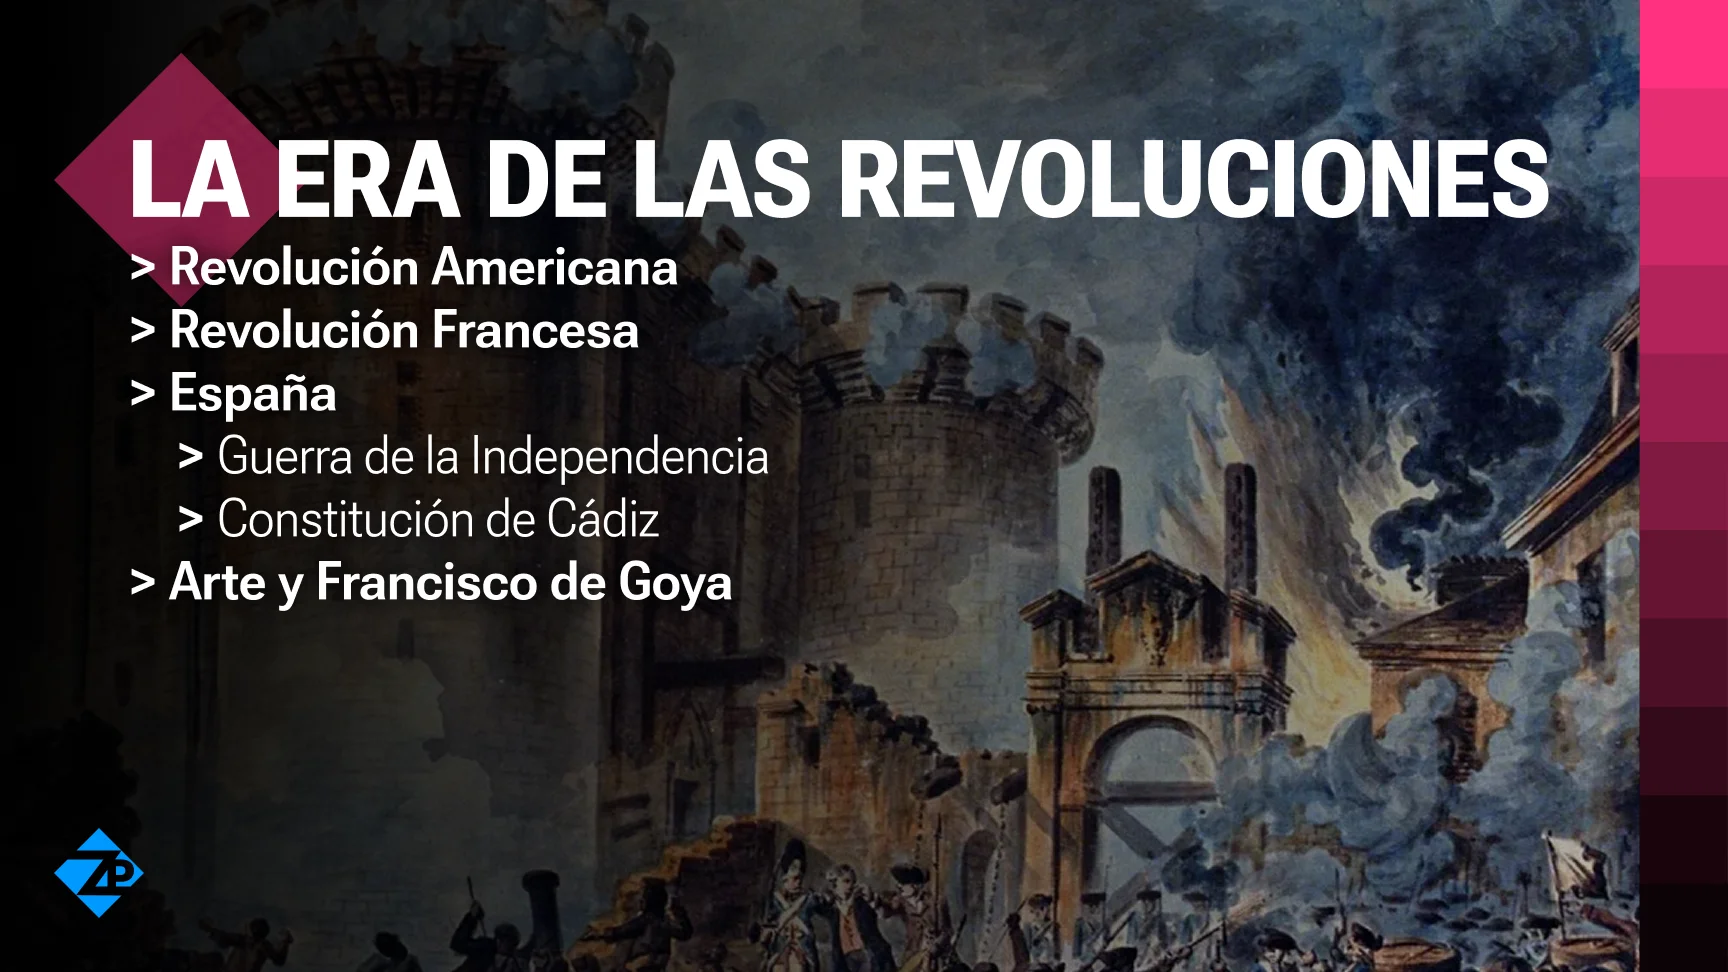 LA ERA DE LAS REVOLUCIONES
> Revolución Americana
> Revolución Francesa
> España
> Guerra de la Independencia
> Constitución de Cádiz
> Arte y Francisco de Goya
ZP